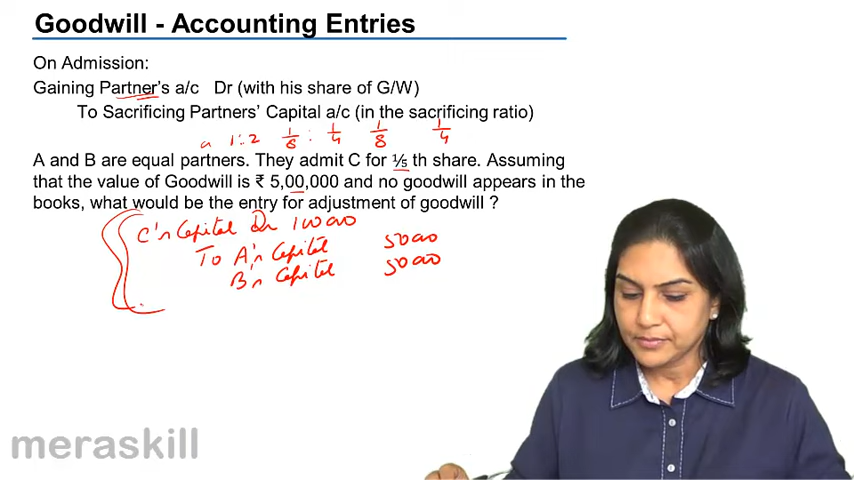 Goodwill - Accounting Entries
On Admission:
Gaining Partner's a/c Dr (with his share of G/W)
To Sacrificing Partners' Capital a/c (in the sacrificing ratio)
1:2 1/8 : 1/4 1/8 1/4
A and B are equal partners. They admit C for ⅕ th share. Assuming
that the value of Goodwill is ₹ 5,00,000 and no goodwill appears in the
books, what would be the entry for adjustment of goodwill ?
C's Capital Dr 100000
To A's Capital 50000
B's Capital 50000
meraskill